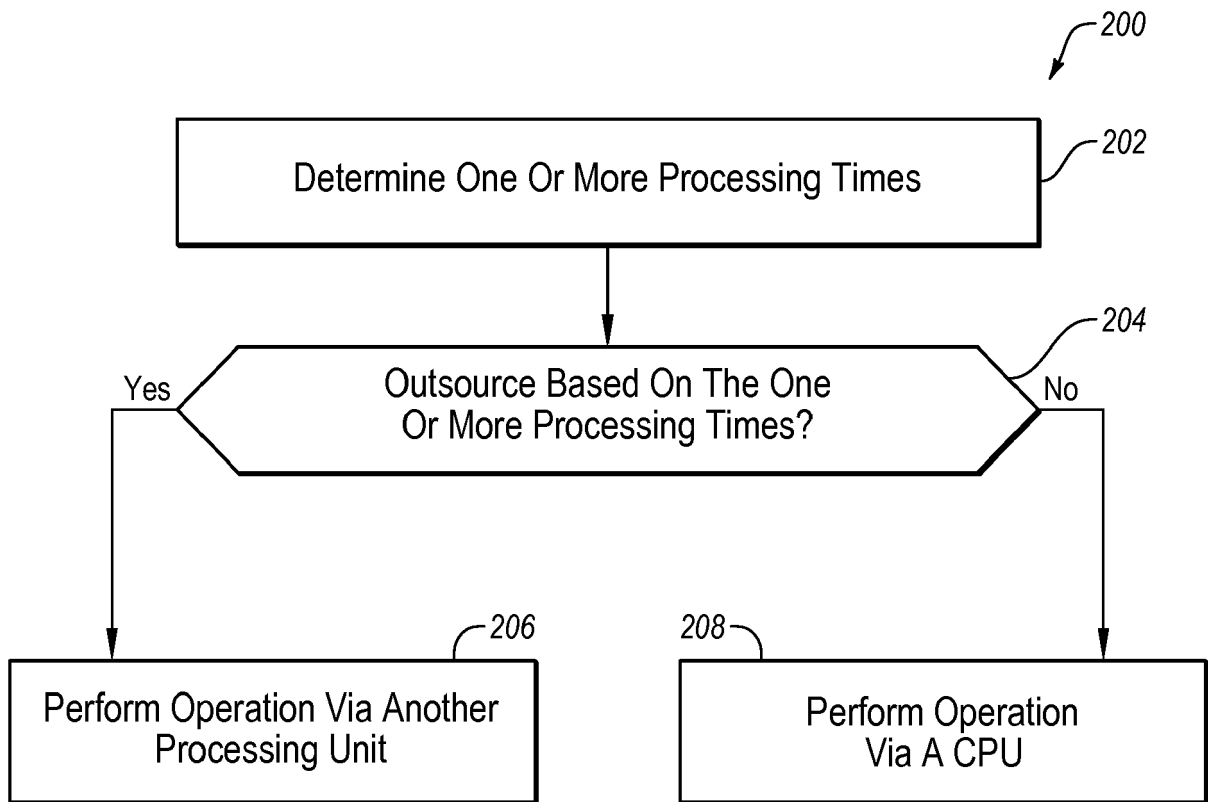 200
Determine One Or More Processing Times
202
204
Yes
Outsource Based On The One
Or More Processing Times?
No
206
Perform Operation Via Another
Processing Unit
208
Perform Operation
Via A CPU